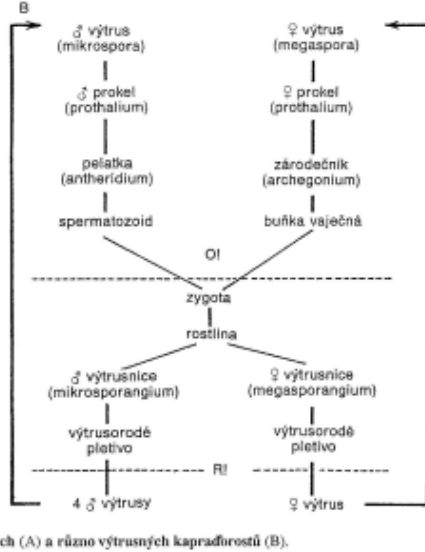 B
♂ výtrus
(mikrospora)
♀ výtrus
(megaspora)
♂ prokel
(prothalium)
♀ prokel
(prothalium)
pelatka
(antheridium)
zárodečník
(archegonium)
spermatozoid
buňka vaječná
O!
zygota
rostlina
♂ výtrusnice
(mikrosporangium)
♀ výtrusnice
(megasporangium)
výtrusorodé
pletivo
výtrusorodé
pletivo
R!
4 ♂ výtrusy
♀ výtrus
ch (A) a různo výtrusných kapraďorostů (B).